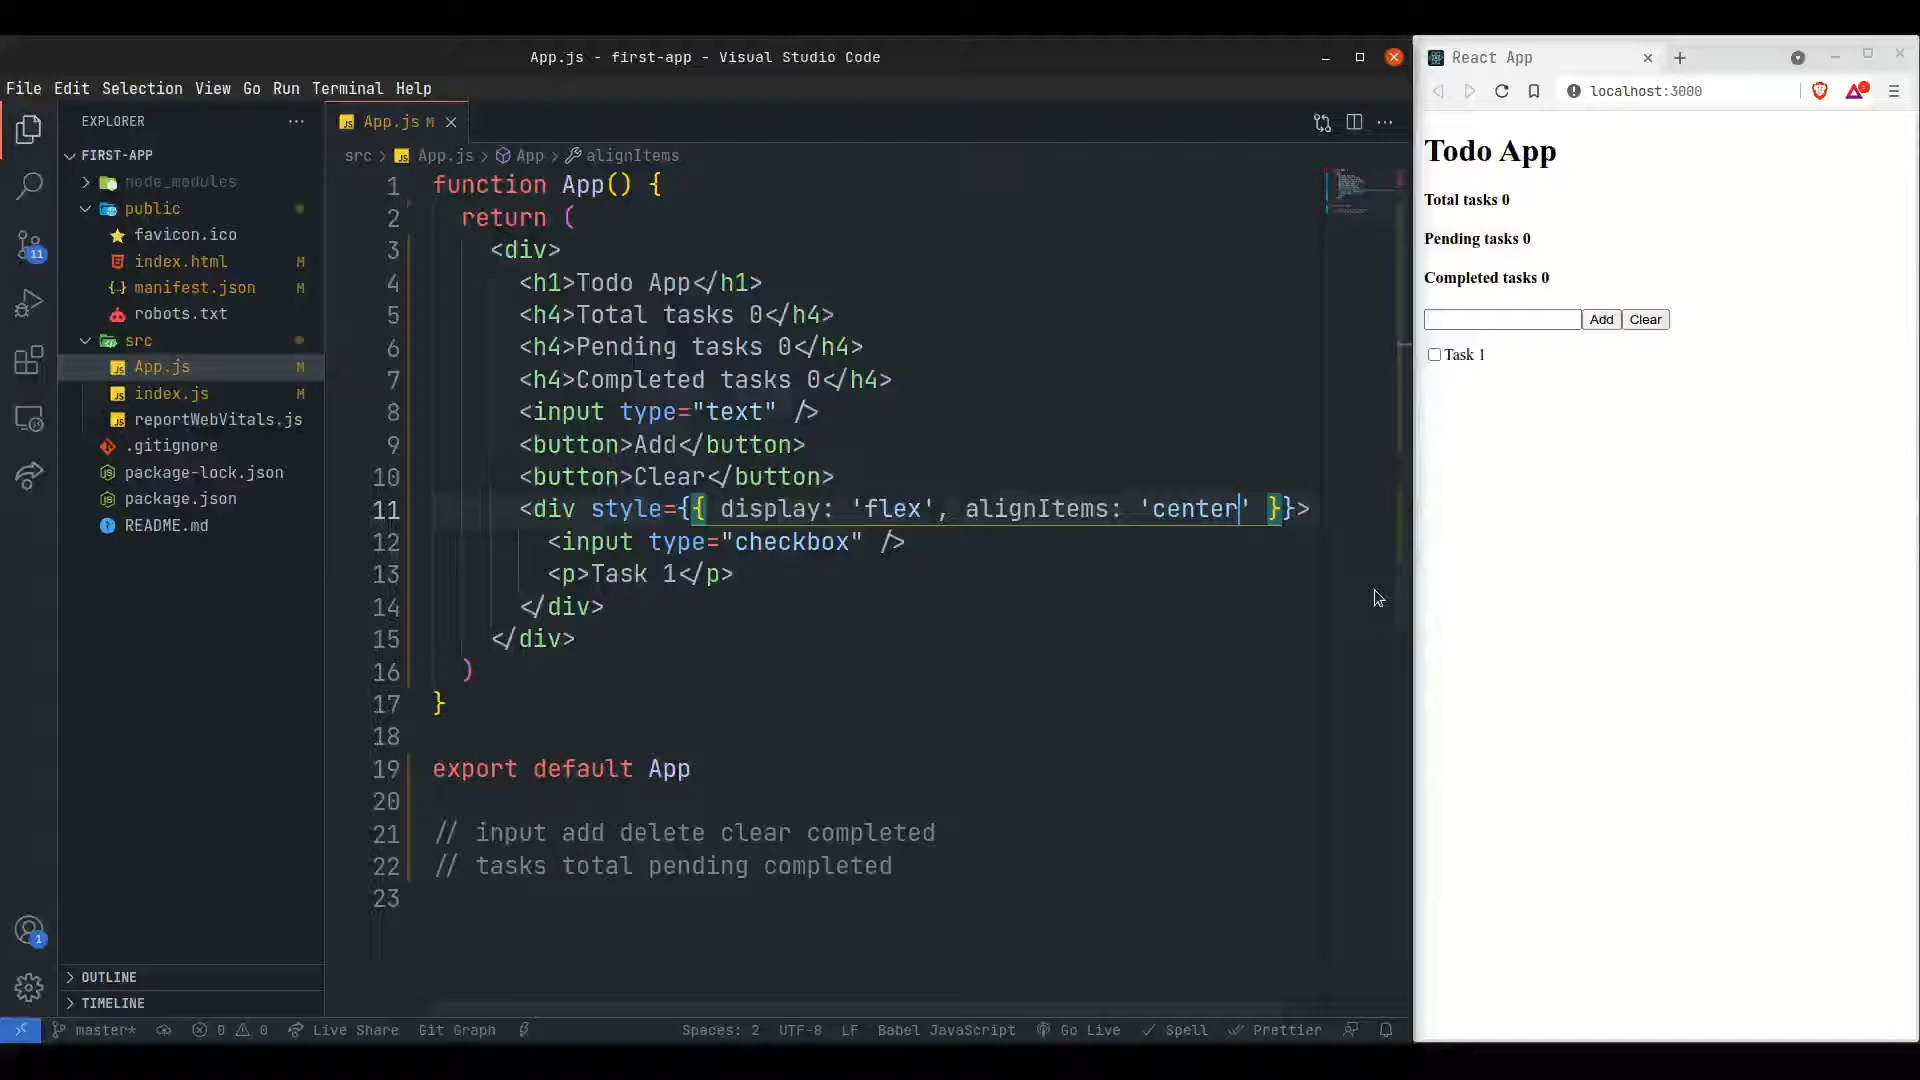 App.js - first-app - Visual Studio Code
File Edit Selection View Go Run Terminal Help
EXPLORER
FIRST-APP
node_modules
public
favicon.ico
index.html M
manifest.json M
robots.txt
src
App.js M
index.js M
reportWebVitals.js
.gitignore
package-lock.json
package.json
README.md
OUTLINE
TIMELINE
11
1
App.js M
src > App.js > App > alignItems
1 function App() {
2 return (
3 <div>
4 <h1>Todo App</h1>
5 <h4>Total tasks 0</h4>
6 <h4>Pending tasks 0</h4>
7 <h4>Completed tasks 0</h4>
8 <input type="text" />
9 <button>Add</button>
10 <button>Clear</button>
11 <div style={{ display: 'flex', alignItems: 'center' }}>
12 <input type="checkbox" />
13 <p>Task 1</p>
14 </div>
15 </div>
16 )
17 }
18
19 export default App
20
21 // input add delete clear completed
22 // tasks total pending completed
23
master* 0 0 Live Share Git Graph Spaces: 2 UTF-8 LF Babel JavaScript Go Live Spell Prettier
React App
localhost:3000
Todo App
Total tasks 0
Pending tasks 0
Completed tasks 0
Add Clear
Task 1